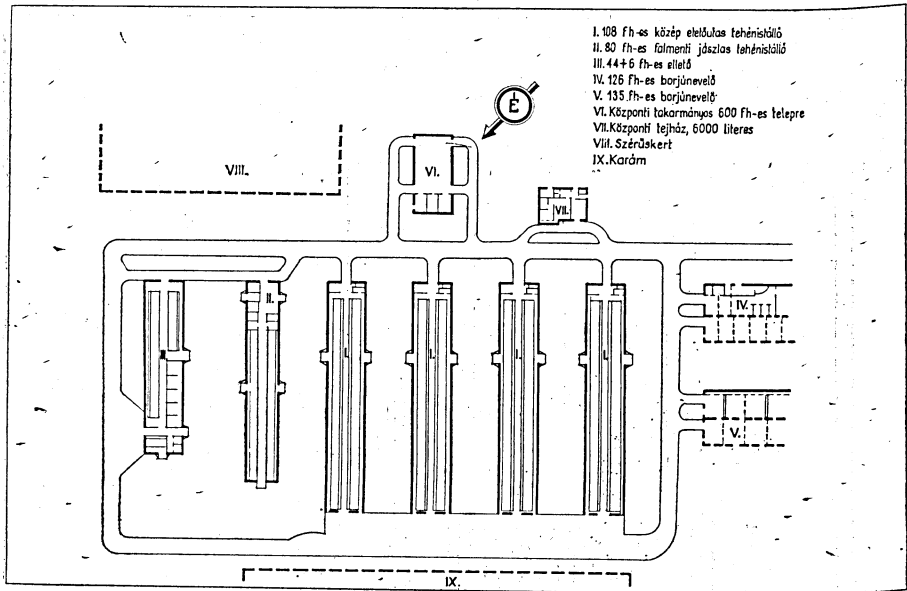 I. 108 fh-es közép etetőutas tehénistálló
II. 80 fh-es falmenti jászlas tehénistálló
III. 44+6 fh-es ellető
IV. 126 fh-es borjúnevelő
V. 135 fh-es borjúnevelő
VI. Központi takarmányos 600 fh-es telepre
VII. Központi tejház, 6000 literes
VIII. Szérűskert
IX. Karám
É
VIII.
VI.
VII.
II.
IV.
I.
I.
I.
I.
V.
IX.